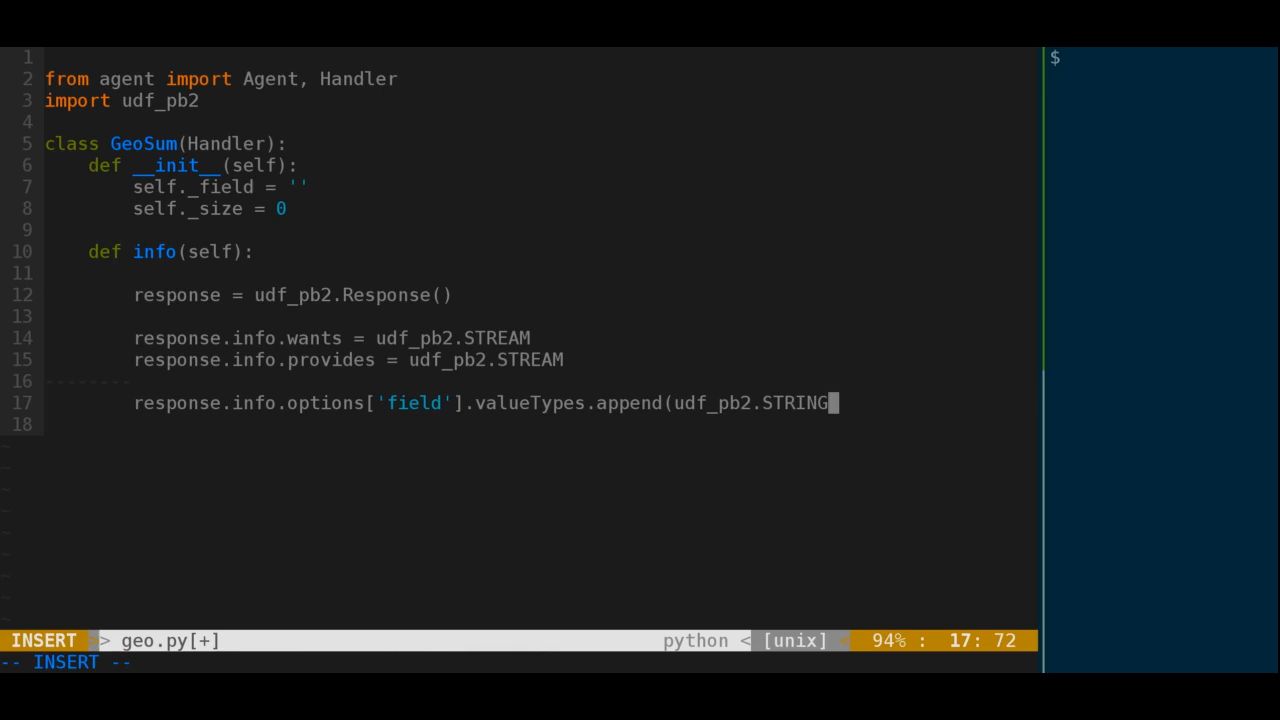 1
2 from agent import Agent, Handler
3 import udf_pb2
4
5 class GeoSum(Handler):
6     def __init__(self):
7         self._field = ''
8         self._size = 0
9
10     def info(self):
11
12         response = udf_pb2.Response()
13
14         response.info.wants = udf_pb2.STREAM
15         response.info.provides = udf_pb2.STREAM
16 --------
17         response.info.options['field'].valueTypes.append(udf_pb2.STRING
18
~
~
~
~
~
~
~
~
~
INSERT >> geo.py[+] python < [unix] < 94% : 17: 72
-- INSERT --
$